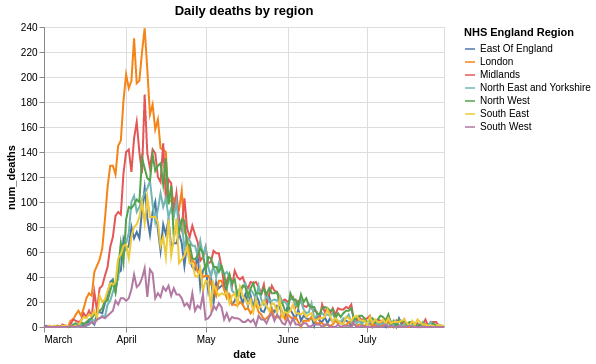 Daily deaths by region
240
220
200
180
160
140
120
100
80
60
40
20
0
num_deaths
March April May June July
date
NHS England Region
East Of England
London
Midlands
North East and Yorkshire
North West
South East
South West